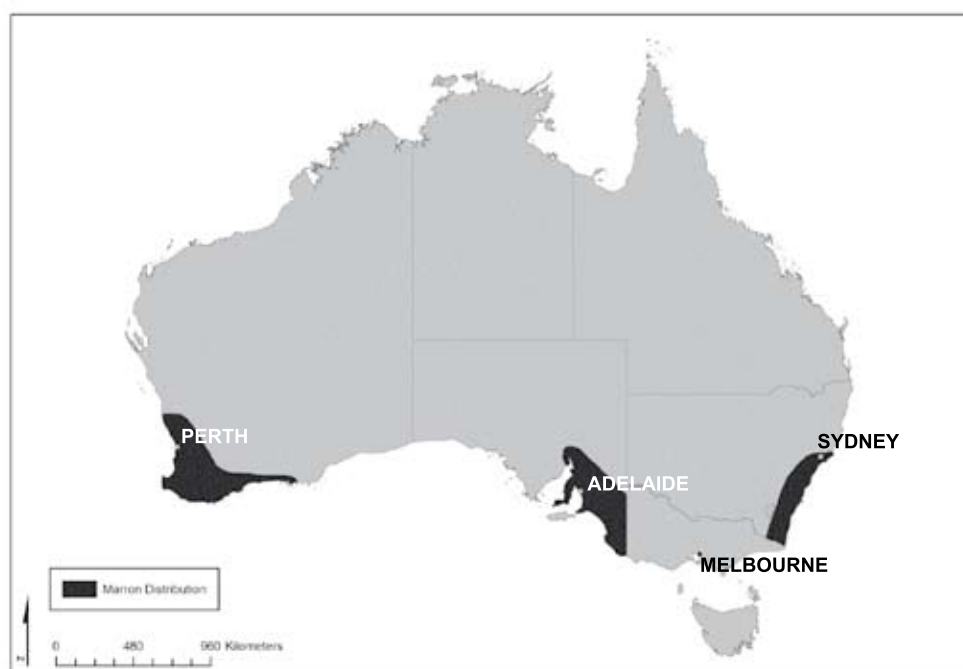 PERTH
SYDNEY
ADELAIDE
MELBOURNE
Marron Distribution
0 480 960 Kilometers
N